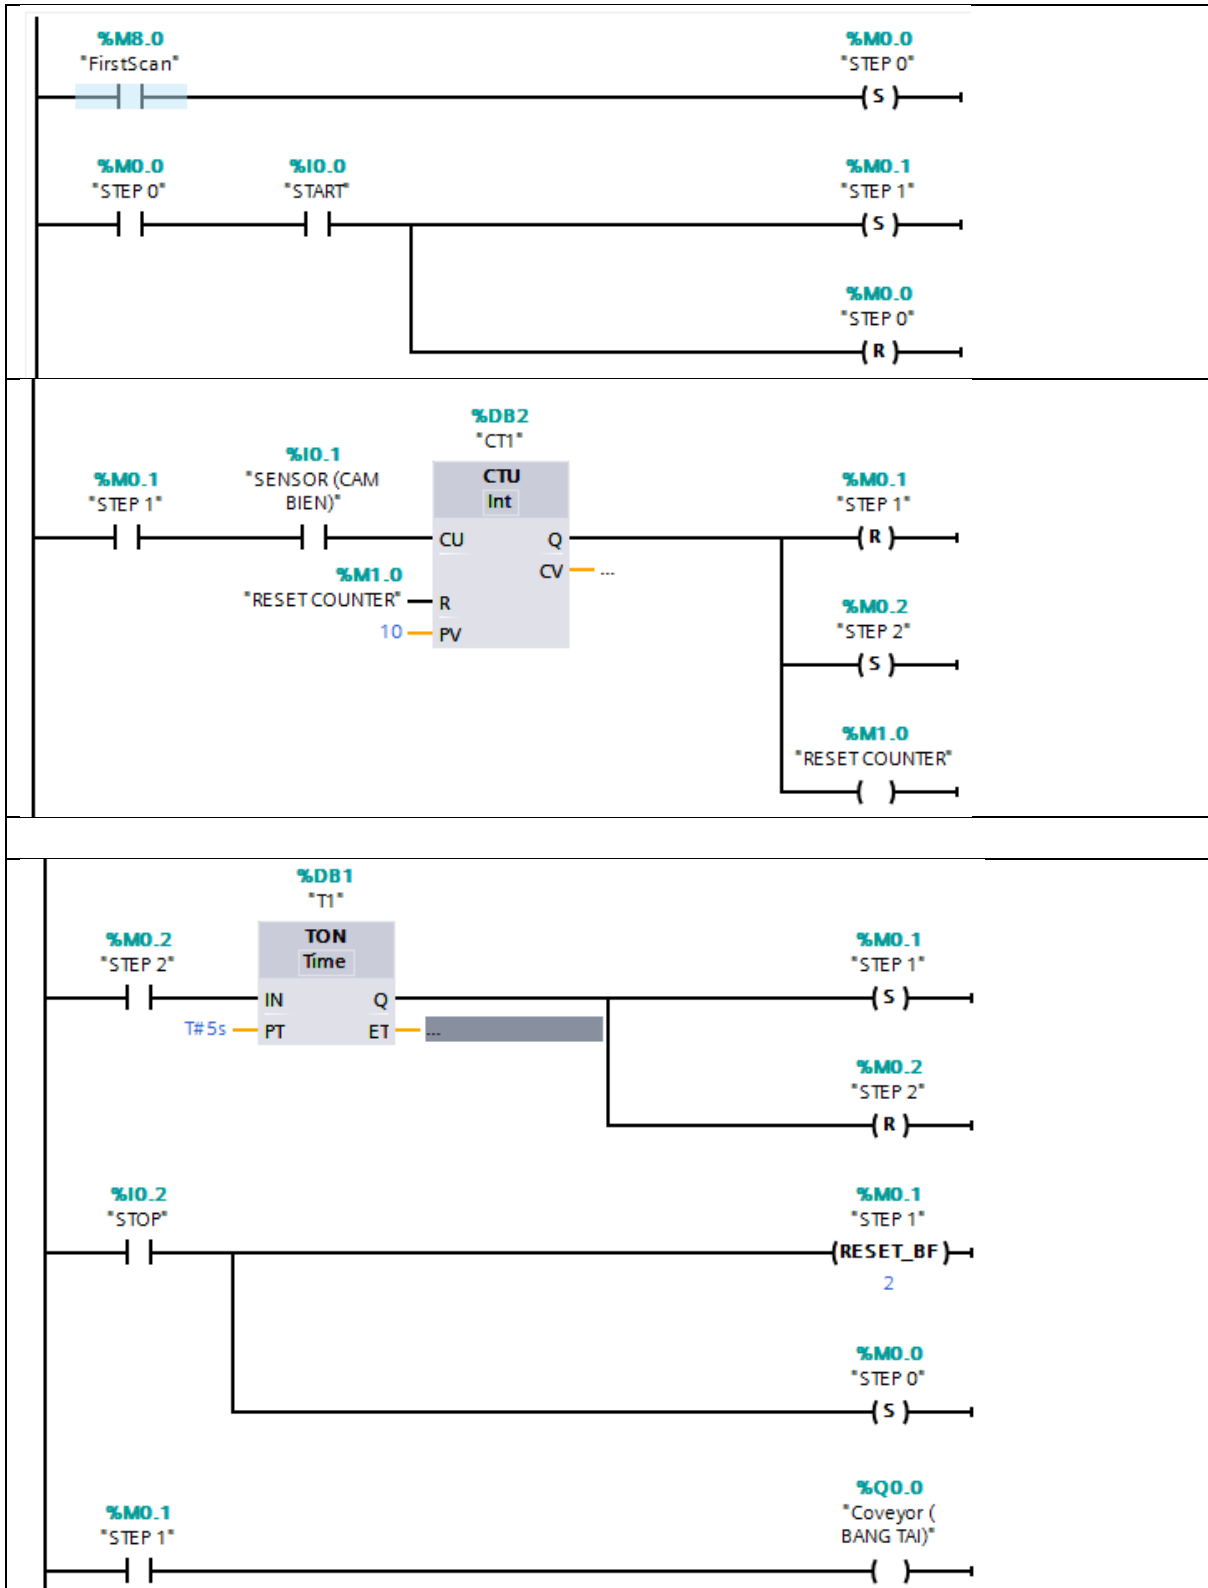 %M8.0
"FirstScan"
%M0.0
"STEP 0"
S
%M0.0
"STEP 0"
%I0.0
"START"
%M0.1
"STEP 1"
S
%M0.0
"STEP 0"
R
%DB2
"CT1"
%M0.1
"STEP 1"
%I0.1
"SENSOR (CAM
BIEN)"
CTU
Int
CU
Q
CV
...
%M1.0
"RESET COUNTER"
R
10
PV
%M0.1
"STEP 1"
R
%M0.2
"STEP 2"
S
%M1.0
"RESET COUNTER"
%DB1
"T1"
%M0.2
"STEP 2"
TON
Time
IN
Q
T#5s
PT
ET
...
%M0.1
"STEP 1"
S
%M0.2
"STEP 2"
R
%I0.2
"STOP"
%M0.1
"STEP 1"
RESET_BF
2
%M0.0
"STEP 0"
S
%M0.1
"STEP 1"
%Q0.0
"Coveyor (
BANG TAI)"